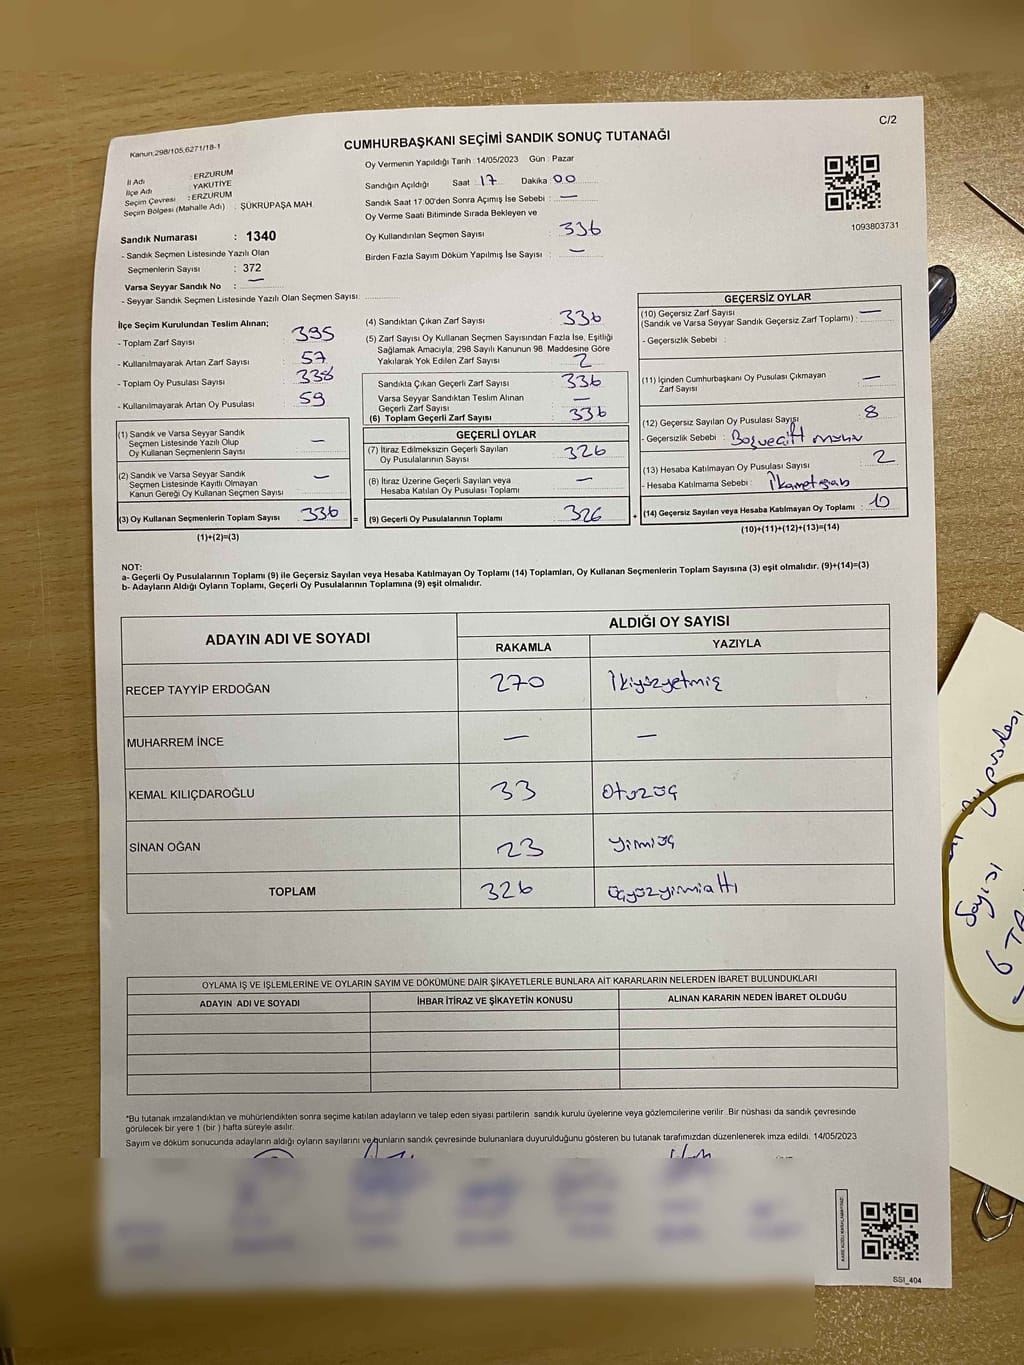 C/2
Kanun,298/105,6271/18-1
CUMHURBAŞKANI SEÇİMİ SANDIK SONUÇ TUTANAĞI
İl Adı : ERZURUM
İlçe Adı : YAKUTİYE
Seçim Çevresi : ERZURUM
Seçim Bölgesi (Mahalle Adı) : ŞÜKRÜPAŞA MAH
Sandık Numarası : 1340
- Sandık Seçmen Listesinde Yazılı Olan
Seçmenlerin Sayısı : 372
Varsa Seyyar Sandık No : —
- Seyyar Sandık Seçmen Listesinde Yazılı Olan Seçmen Sayısı:
Oy Vermenin Yapıldığı Tarih : 14/05/2023 Gün : Pazar
Sandığın Açıldığı Saat : 17 Dakika : 00
Sandık Saat 17.00'den Sonra Açımış İse Sebebi : —
Oy Verme Saati Bitiminde Sırada Bekleyen ve
Oy Kullandırılan Seçmen Sayısı : 336
Birden Fazla Sayım Döküm Yapılmış İse Sayısı : —
1093803731
İlçe Seçim Kurulundan Teslim Alınan;
- Toplam Zarf Sayısı : 395
- Kullanılmayarak Artan Zarf Sayısı : 57
- Toplam Oy Pusulası Sayısı : 338
- Kullanılmayarak Artan Oy Pusulası : 59
(1) Sandık ve Varsa Seyyar Sandık
Seçmen Listesinde Yazılı Olup
Oy Kullanan Seçmenlerin Sayısı : —
(2) Sandık ve Varsa Seyyar Sandık
Seçmen Listesinde Kayıtlı Olmayan
Kanun Gereği Oy Kullanan Seçmen Sayısı : —
(3) Oy Kullanan Seçmenlerin Toplam Sayısı : 336
(1)+(2)=(3)
(4) Sandıktan Çıkan Zarf Sayısı : 336
(5) Zarf Sayısı Oy Kullanan Seçmen Sayısından Fazla İse, Eşitliği
Sağlamak Amacıyla, 298 Sayılı Kanunun 98. Maddesine Göre
Yakılarak Yok Edilen Zarf Sayısı : 2
Sandıkta Çıkan Geçerli Zarf Sayısı : 336
Varsa Seyyar Sandıktan Teslim Alınan
Geçerli Zarf Sayısı : —
(6) Toplam Geçerli Zarf Sayısı : 336
GEÇERLİ OYLAR
(7) İtiraz Edilmeksizin Geçerli Sayılan
Oy Pusulalarının Sayısı : 326
(8) İtiraz Üzerine Geçerli Sayılan veya
Hesaba Katılan Oy Pusulası Toplamı : —
= (9) Geçerli Oy Pusulalarının Toplamı : 326 +
GEÇERSİZ OYLAR
(10) Geçersiz Zarf Sayısı
(Sandık ve Varsa Seyyar Sandık Geçersiz Zarf Toplamı) : —
- Geçersizlik Sebebi :
(11) İçinden Cumhurbaşkanı Oy Pusulası Çıkmayan
Zarf Sayısı : —
(12) Geçersiz Sayılan Oy Pusulası Sayısı : 8
- Geçersizlik Sebebi :
(13) Hesaba Katılmayan Oy Pusulası Sayısı : 2
- Hesaba Katılmama Sebebi :
(14) Geçersiz Sayılan veya Hesaba Katılmayan Oy Toplamı : 10
(10)+(11)+(12)+(13)=(14)
NOT:
a- Geçerli Oy Pusulalarının Toplamı (9) ile Geçersiz Sayılan veya Hesaba Katılmayan Oy Toplamı (14) Toplamları, Oy Kullanan Seçmenlerin Toplam Sayısına (3) eşit olmalıdır. (9)+(14)=(3)
b- Adayların Aldığı Oyların Toplamı, Geçerli Oy Pusulalarının Toplamına (9) eşit olmalıdır.
ADAYIN ADI VE SOYADI ALDIĞI OY SAYISI
RAKAMLA YAZIYLA
RECEP TAYYİP ERDOĞAN 270 İkiyüzyetmiş
MUHARREM İNCE — —
KEMAL KILIÇDAROĞLU 33 Otuzüç
SİNAN OĞAN 23 yirmiüç
TOPLAM 326 üçyüzyirmialtı
OYLAMA İŞ VE İŞLEMLERİNE VE OYLARIN SAYIM VE DÖKÜMÜNE DAİR ŞİKAYETLERLE BUNLARA AİT KARARLARIN NELERDEN İBARET BULUNDUKLARI
ADAYIN ADI VE SOYADI İHBAR İTİRAZ VE ŞİKAYETİN KONUSU ALINAN KARARIN NEDEN İBARET OLDUĞU
*Bu tutanak imzalandıktan ve mühürlendikten sonra seçime katılan adayların ve talep eden siyasi partilerin sandık kurulu üyelerine veya gözlemcilerine verilir. Bir nüshası da sandık çevresinde
görülecek bir yere 1 (bir ) hafta süreyle asılır.
Sayım ve döküm sonucunda adayların aldığı oyların sayılarını ve bunların sandık çevresinde bulunanlara duyurulduğunu gösteren bu tutanak tarafımızdan düzenlenerek imza edildi. 14/05/2023
SSI_404
Sayısı
6